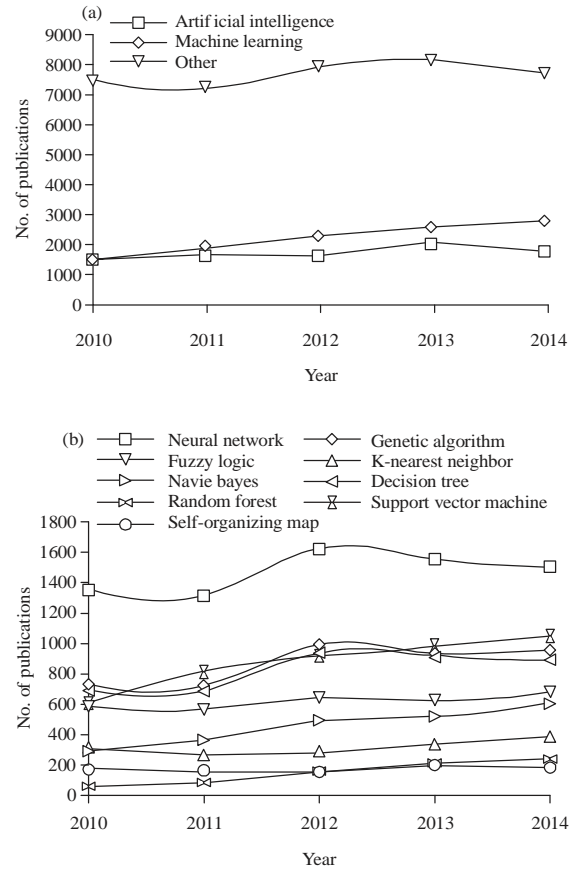 (a)
Artificial intelligence
Machine learning
Other
9000
8000
7000
6000
5000
4000
3000
2000
1000
0
No. of publications
2010 2011 2012 2013 2014
Year
(b)
Neural network Genetic algorithm
Fuzzy logic K-nearest neighbor
Navie bayes Decision tree
Random forest Support vector machine
Self-organizing map
1800
1600
1400
1200
1000
800
600
400
200
0
No. of publications
2010 2011 2012 2013 2014
Year